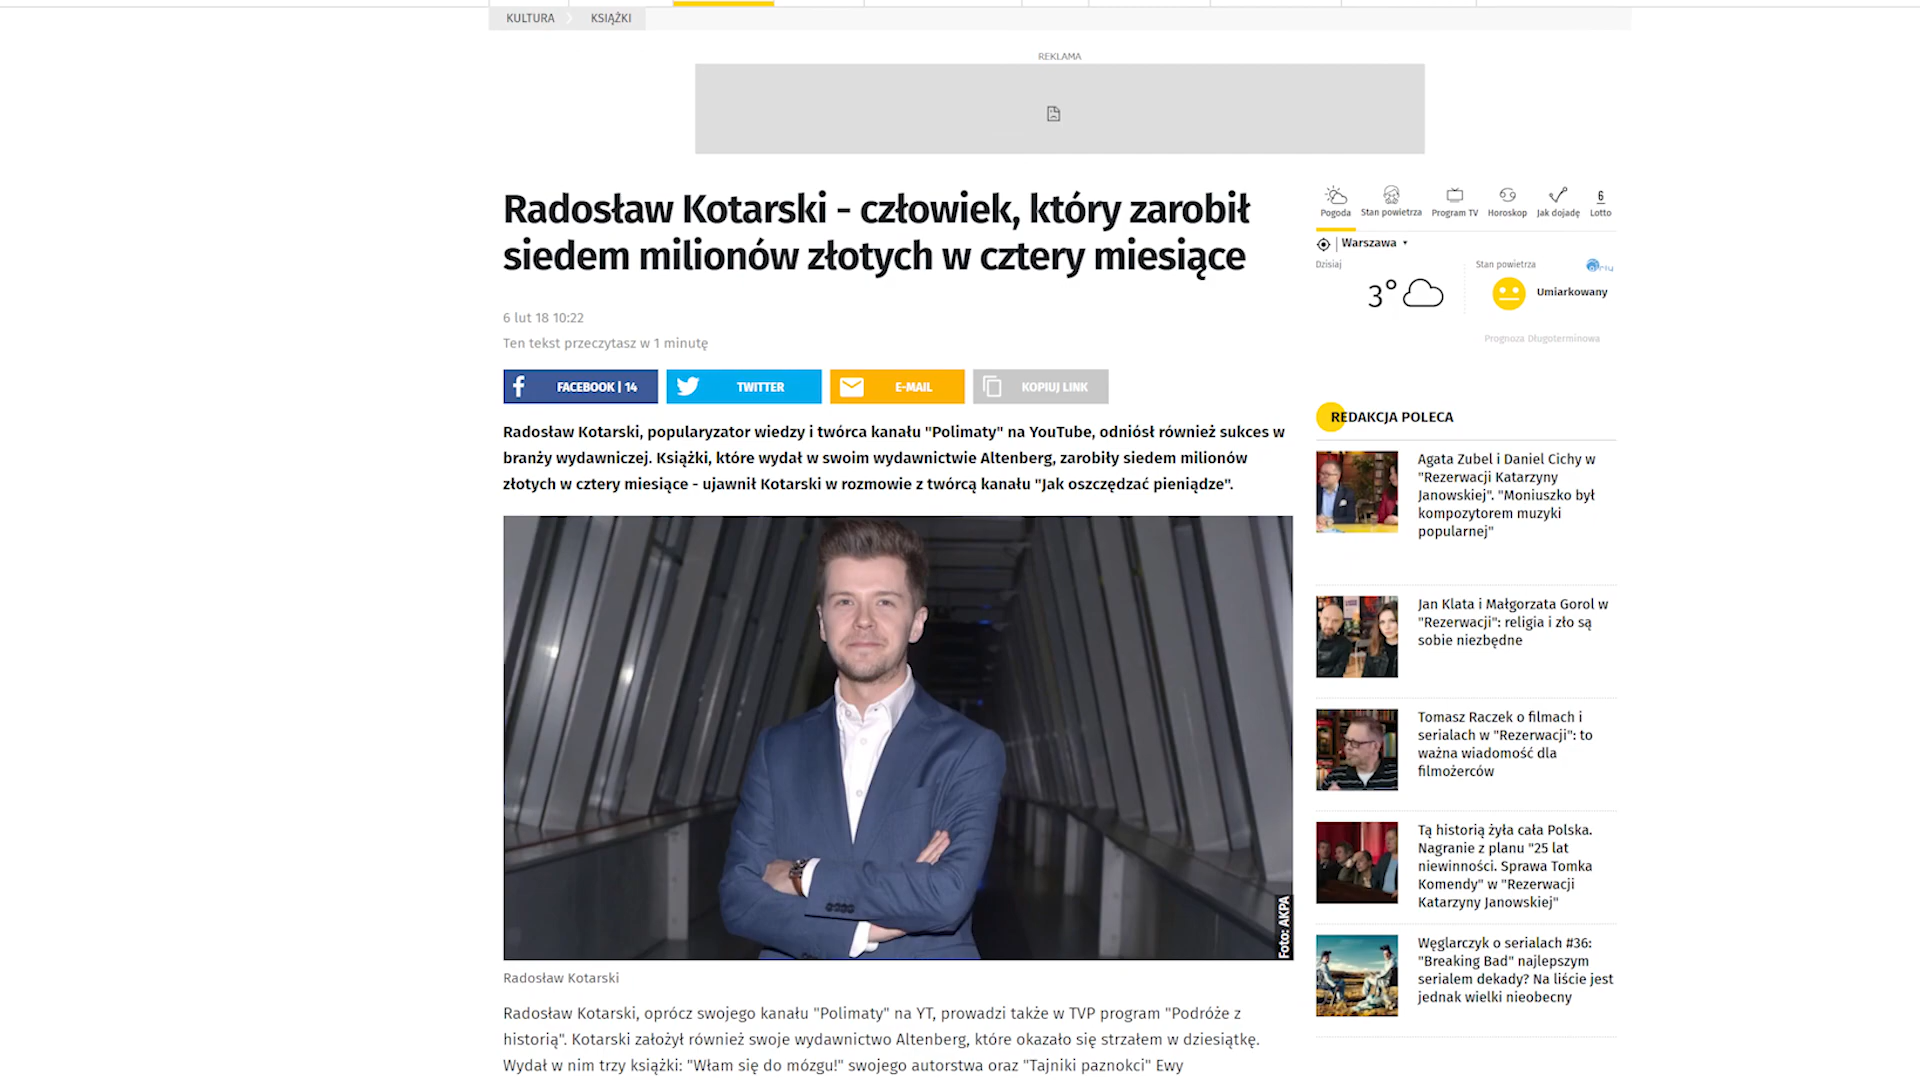 KULTURA
KSIĄŻKI
REKLAMA
Radosław Kotarski - człowiek, który zarobił
siedem milionów złotych w cztery miesiące
6 lut 18 10:22
Ten tekst przeczytasz w 1 minutę
FACEBOOK | 14
TWITTER
E-MAIL
KOPIUJ LINK
Radosław Kotarski, popularyzator wiedzy i twórca kanału "Polimaty" na YouTube, odniósł również sukces w
branży wydawniczej. Książki, które wydał w swoim wydawnictwie Altenberg, zarobiły siedem milionów
złotych w cztery miesiące - ujawnił Kotarski w rozmowie z twórcą kanału "Jak oszczędzać pieniądze".
Foto: AKPA
Radosław Kotarski
Radosław Kotarski, oprócz swojego kanału "Polimaty" na YT, prowadzi także w TVP program "Podróże z
historią". Kotarski założył również swoje wydawnictwo Altenberg, które okazało się strzałem w dziesiątkę.
Wydał w nim trzy książki: "Włam się do mózgu!" swojego autorstwa oraz "Tajniki paznokci" Ewy
Pogoda
Stan powietrza
Program TV
Horoskop
Jak dojadę
6
Lotto
Warszawa
Dzisiaj
3°
Stan powietrza
Umiarkowany
Prognoza Długoterminowa
REDAKCJA POLECA
Agata Zubel i Daniel Cichy w
"Rezerwacji Katarzyny
Janowskiej". "Moniuszko był
kompozytorem muzyki
popularnej"
Jan Klata i Małgorzata Gorol w
"Rezerwacji": religia i zło są
sobie niezbędne
Tomasz Raczek o filmach i
serialach w "Rezerwacji": to
ważna wiadomość dla
filmożerców
Tą historią żyła cała Polska.
Nagranie z planu "25 lat
niewinności. Sprawa Tomka
Komendy" w "Rezerwacji
Katarzyny Janowskiej"
Węglarczyk o serialach #36:
"Breaking Bad" najlepszym
serialem dekady? Na liście jest
jednak wielki nieobecny